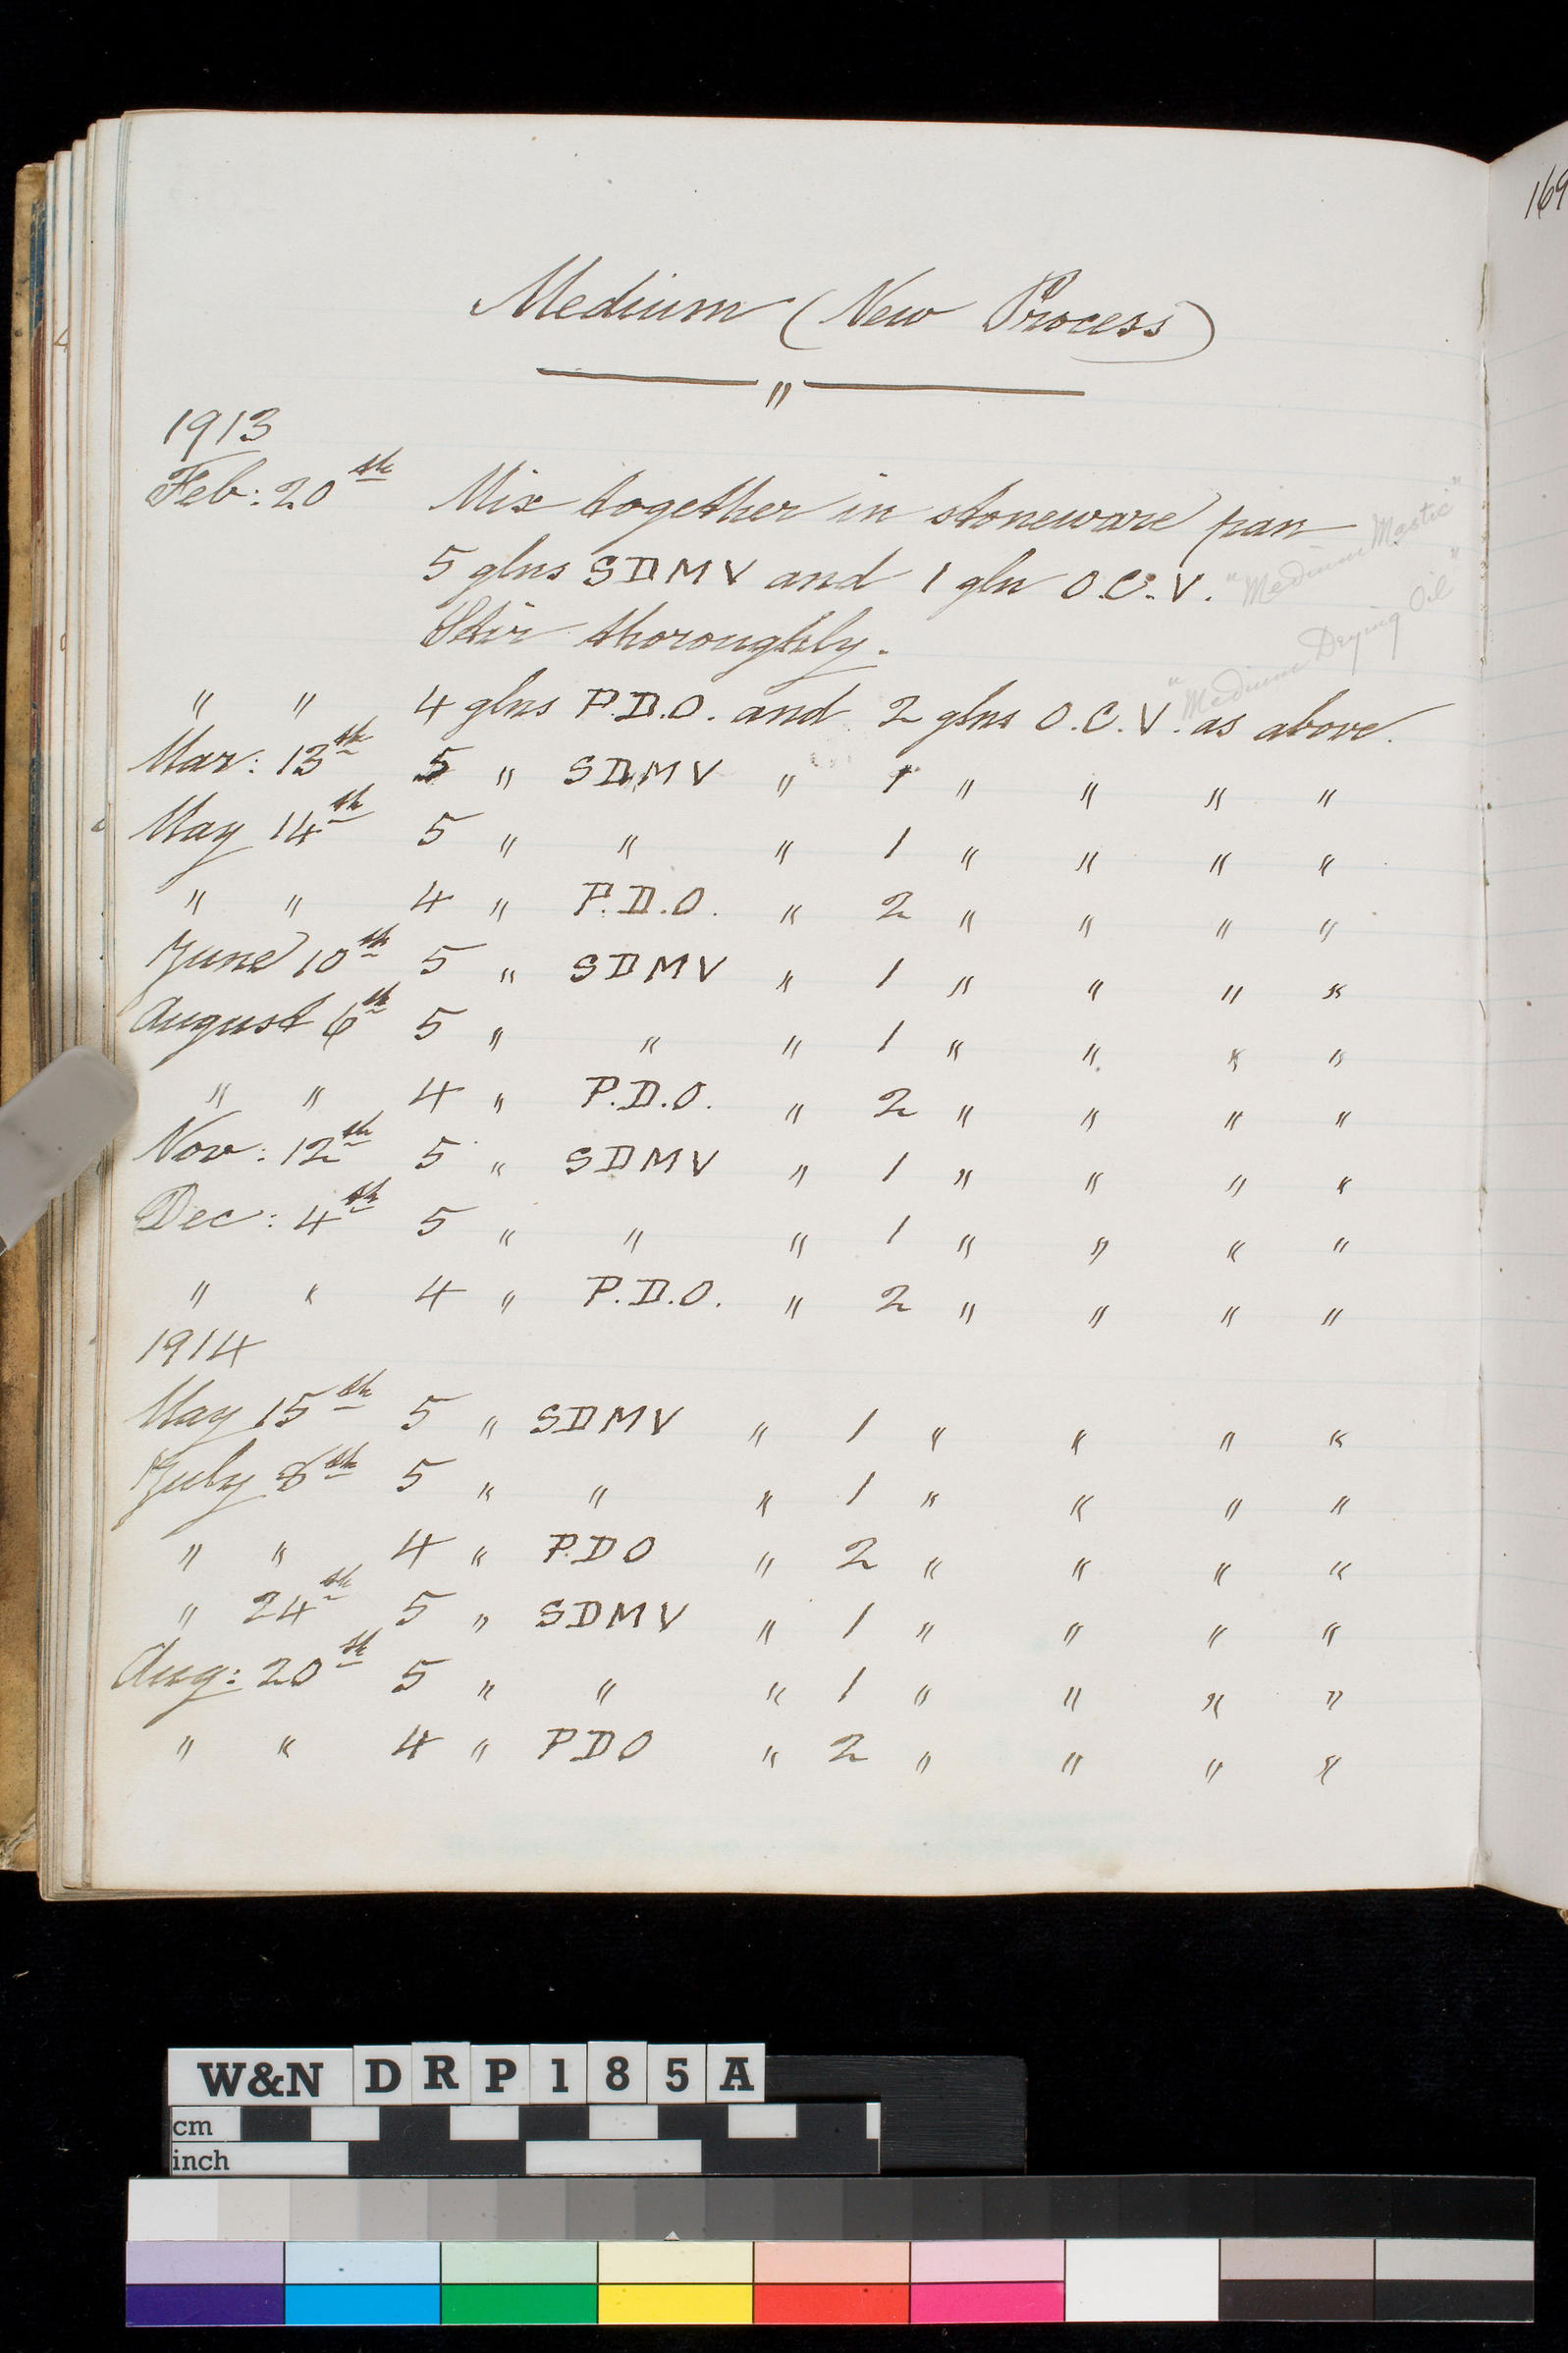 169
Medium (New Process)
"
1913
Feb: 20th Mix together in stoneware pan
5 glns SDMV and 1 gln O.C.V. "Medium Mastic"
Stir thoroughly.
"Medium Drying Oil"
" " 4 glns P.D.O. and 2 glns O.C.V. as above.
Mar: 13th 5 " SDMV " 1 " " " "
May 14th 5 " " " 1 " " " "
" " 4 " P.D.O. " 2 " " " "
June 10th 5 " SDMV " 1 " " " "
August 6th 5 " " " 1 " " " "
" " 4 " P.D.O. " 2 " " " "
Nov: 12th 5 " SDMV " 1 " " " "
Dec: 4th 5 " " " 1 " " " "
" " 4 " P.D.O. " 2 " " " "
1914
May 15th 5 " SDMV " 1 " " " "
July 8th 5 " " " 1 " " " "
" " 4 " P.D O " 2 " " " "
" 24th 5 " SDMV " 1 " " " "
Aug: 20th 5 " " " 1 " " " "
" " 4 " PDO " 2 " " " "
W&N DRP185A
cm
inch